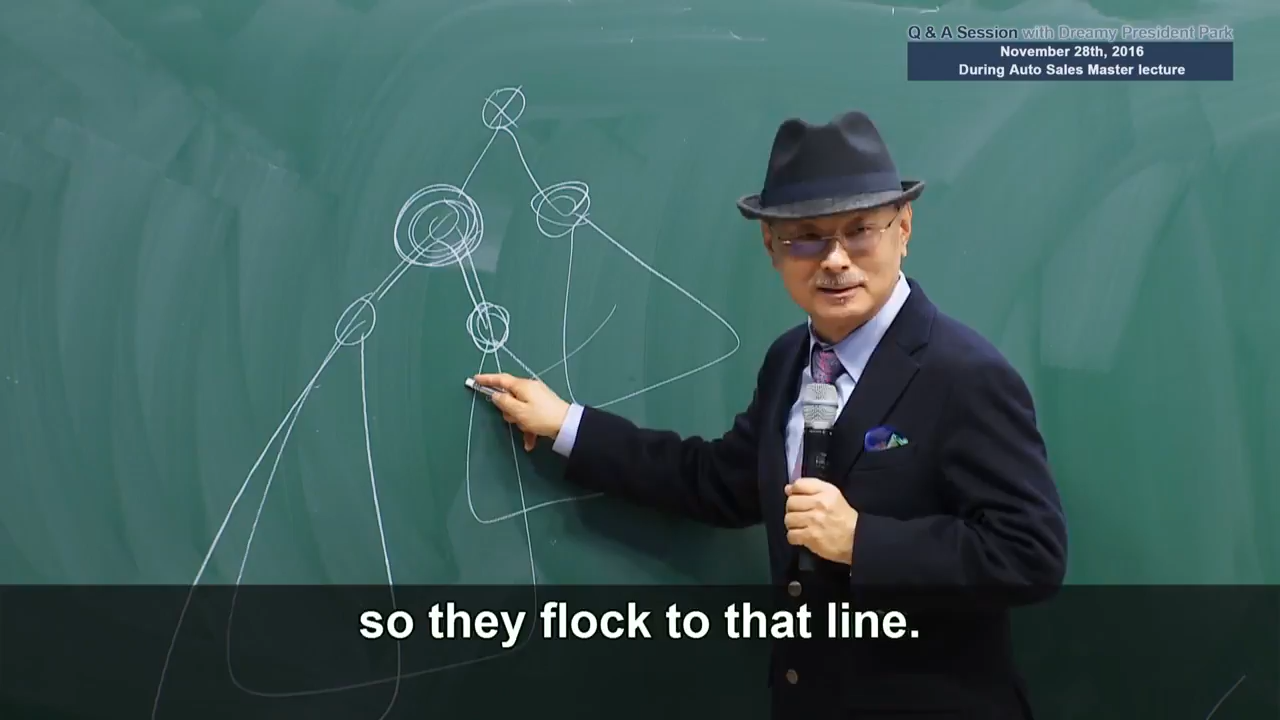 Q & A Session with Dreamy President Park
November 28th, 2016
During Auto Sales Master lecture
so they flock to that line.